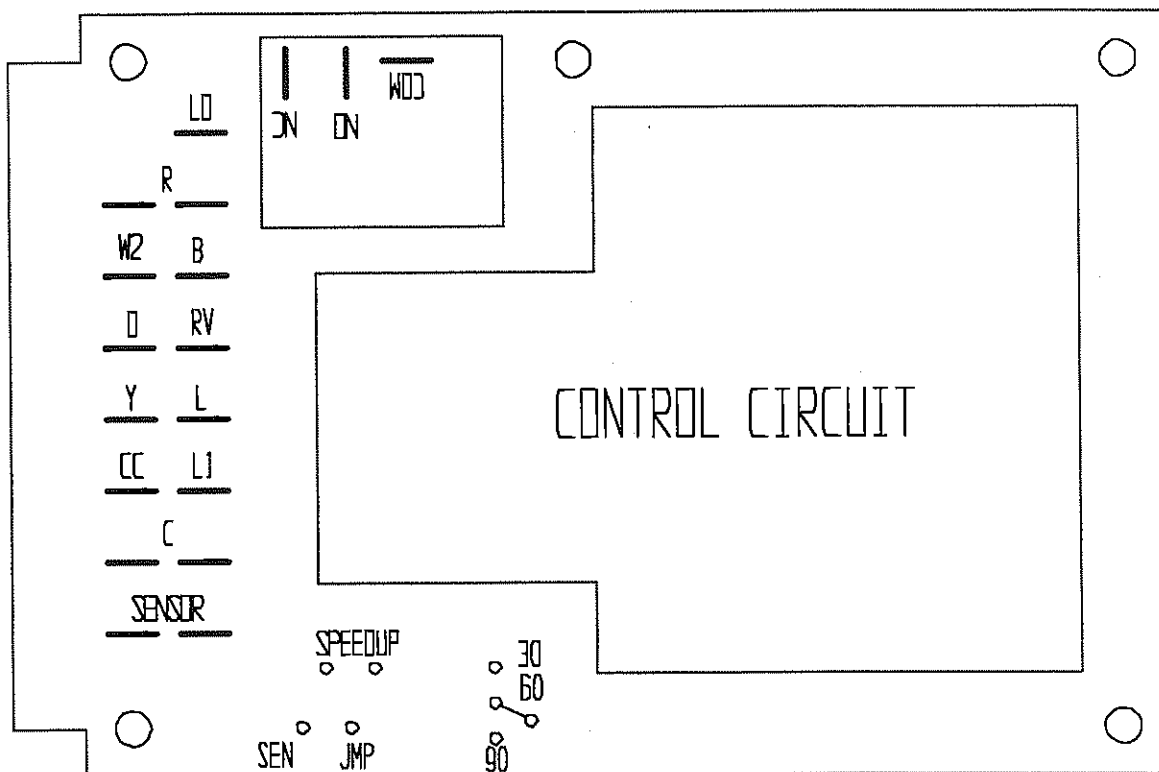 COM
LO
NC NO
R
W2 B
O RV
Y L
CC L1
C
SENSOR
CONTROL CIRCUIT
SPEEDUP
30
60
90
SEN JMP